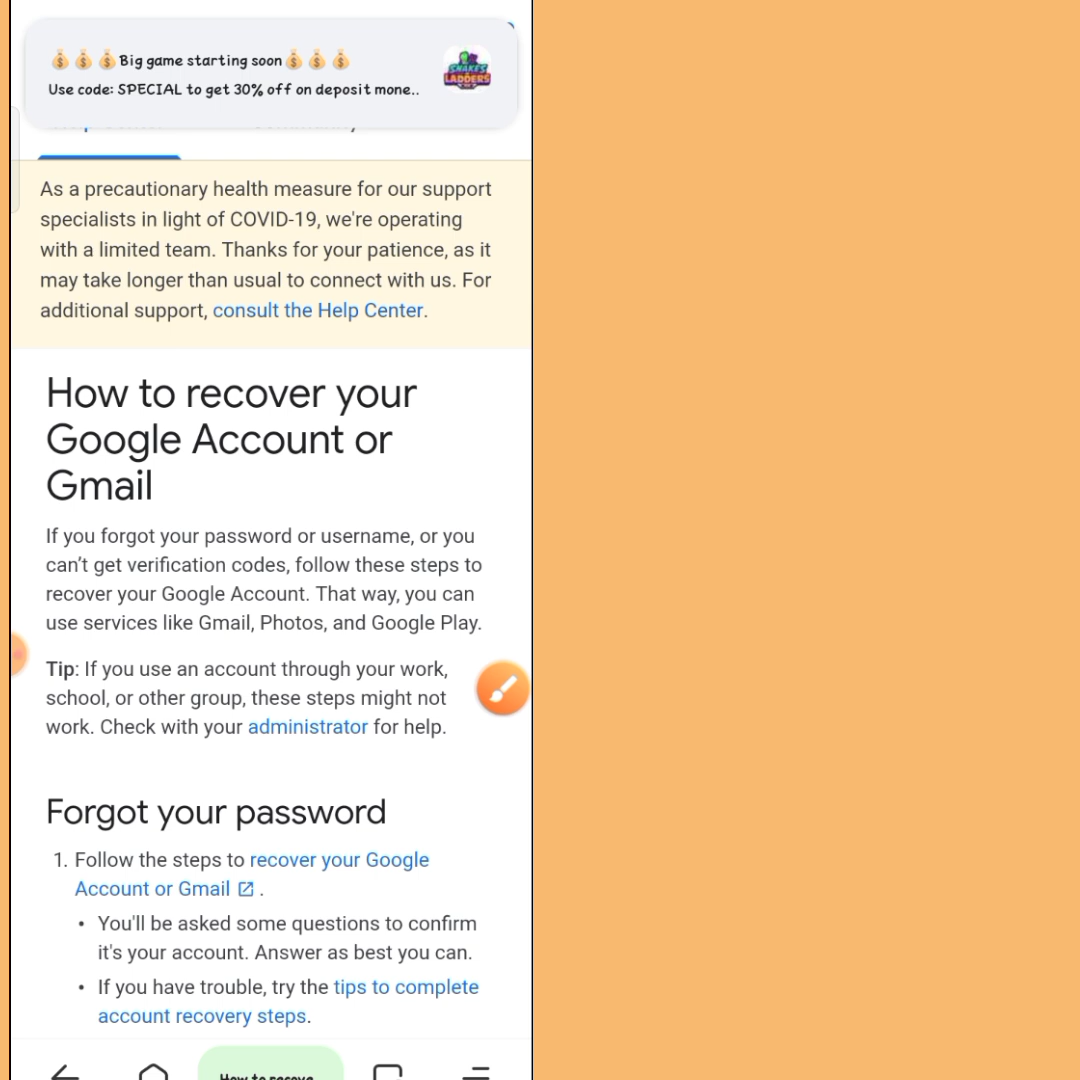 💰💰💰Big game starting soon💰💰💰
Use code: SPECIAL to get 30% off on deposit mone..
SNAKES
LADDERS
As a precautionary health measure for our support
specialists in light of COVID-19, we're operating
with a limited team. Thanks for your patience, as it
may take longer than usual to connect with us. For
additional support, consult the Help Center.
How to recover your
Google Account or
Gmail
If you forgot your password or username, or you
can't get verification codes, follow these steps to
recover your Google Account. That way, you can
use services like Gmail, Photos, and Google Play.
Tip: If you use an account through your work,
school, or other group, these steps might not
work. Check with your administrator for help.
Forgot your password
1. Follow the steps to recover your Google
Account or Gmail .
• You'll be asked some questions to confirm
it's your account. Answer as best you can.
• If you have trouble, try the tips to complete
account recovery steps.
How to recove..